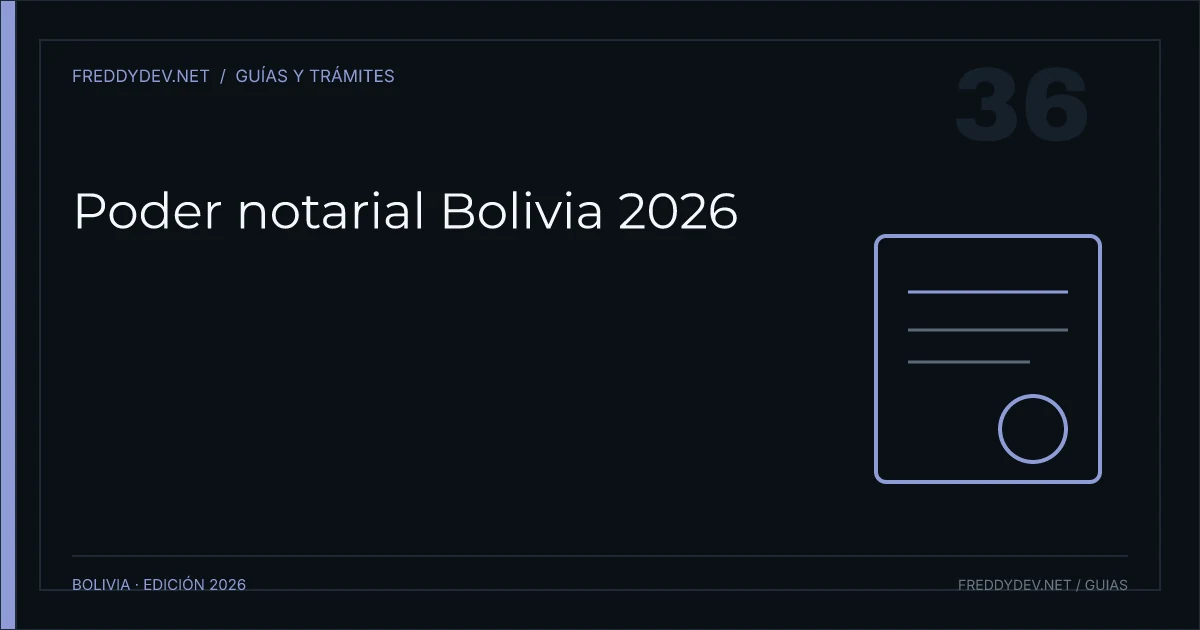 FREDDYDEV.NET / GUÍAS Y TRÁMITES
36
Poder notarial Bolivia 2026
BOLIVIA · EDICIÓN 2026
FREDDYDEV.NET / GUIAS